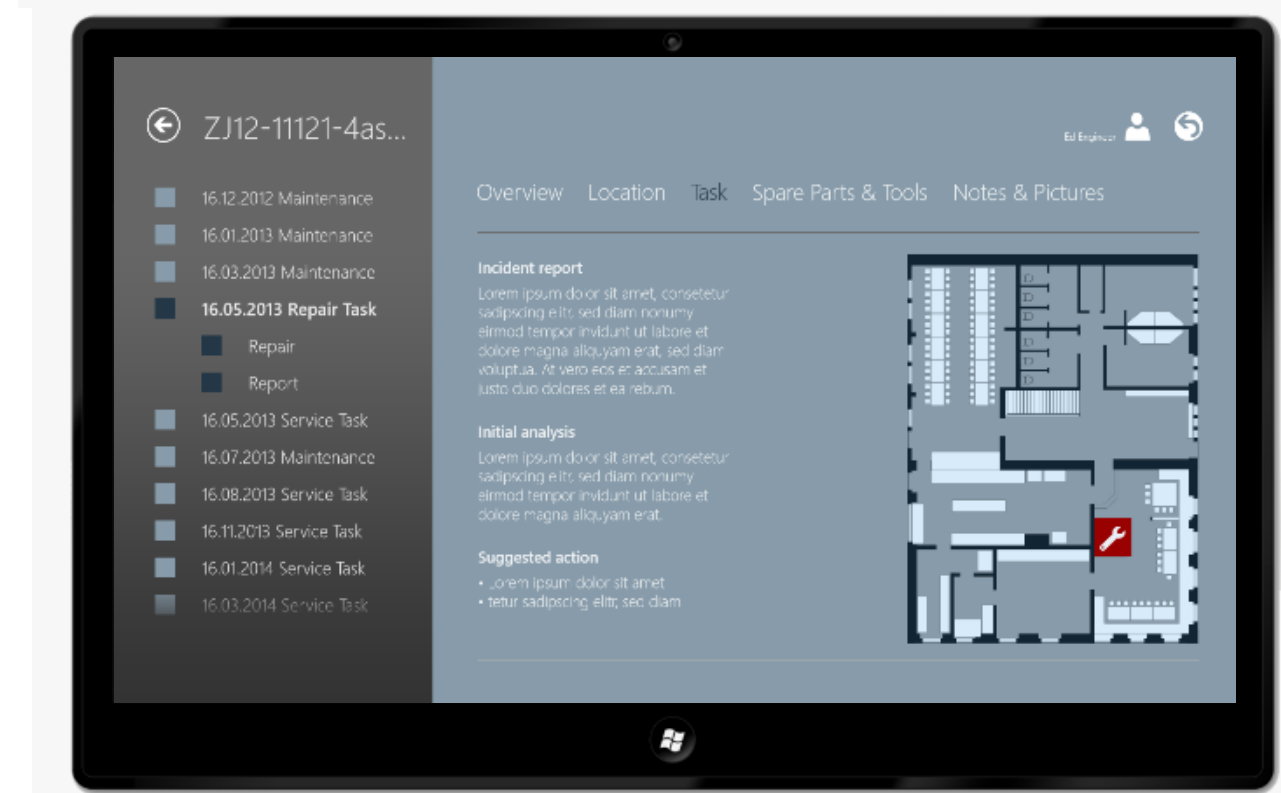 ZJ12-11121-4as...
16.12.2012 Maintenance
16.01.2013 Maintenance
16.03.2013 Maintenance
16.05.2013 Repair Task
Repair
Report
16.05.2013 Service Task
16.07.2013 Maintenance
16.08.2013 Service Task
16.11.2013 Service Task
16.01.2014 Service Task
16.03.2014 Service Task
Ed Engineer
Overview Location Task Spare Parts & Tools Notes & Pictures
Incident report
Lorem ipsum dolor sit amet, consetetur
sadipscing elitr, sed diam nonumy
eirmod tempor invidunt ut labore et
dolore magna aliquyam erat, sed diam
voluptua. At vero eos et accusam et
justo duo dolores et ea rebum.
Initial analysis
Lorem ipsum dolor sit amet, consetetur
sadipscing elitr, sed diam nonumy
eirmod tempor invidunt ut labore et
dolore magna aliquyam erat.
Suggested action
• Lorem ipsum dolor sit amet
• tetur sadipscing elitr, sed diam